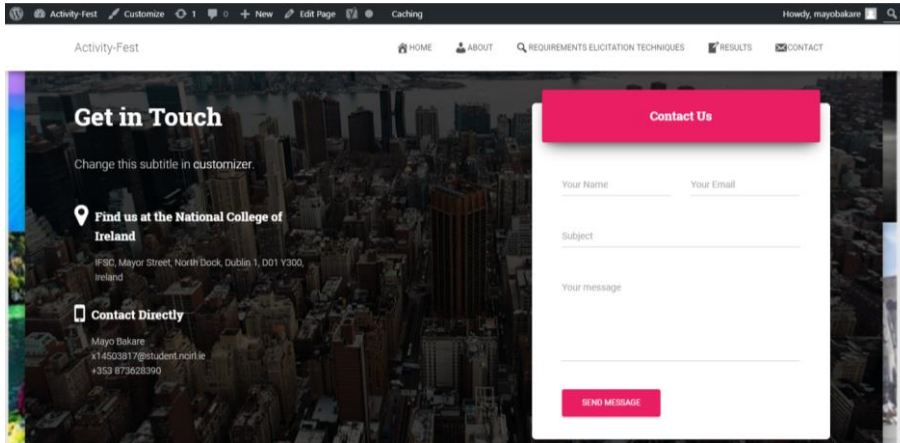 Activity-Fest Customize 1 0 + New Edit Page Caching Howdy, mayobakare
Activity-Fest HOME ABOUT REQUIREMENTS ELICITATION TECHNIQUES RESULTS CONTACT
Get in Touch
Change this subtitle in customizer.
Find us at the National College of
Ireland
IFSC, Mayor Street, North Dock, Dublin 1, D01 Y300,
Ireland
Contact Directly
Mayo Bakare
x14503817@student.ncirl.ie
+353 873628390
Contact Us
Your Name Your Email
Subject
Your message
SEND MESSAGE